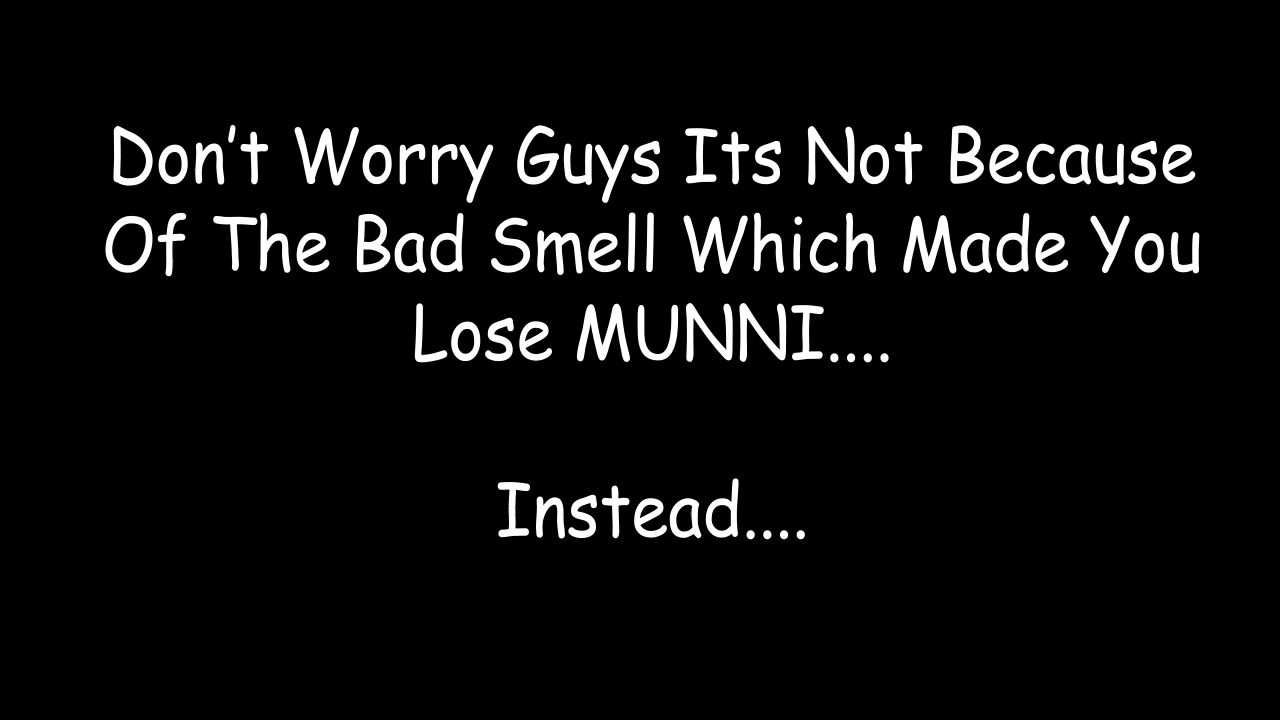 Don't Worry Guys Its Not Because
Of The Bad Smell Which Made You
Lose MUNNI....
Instead....